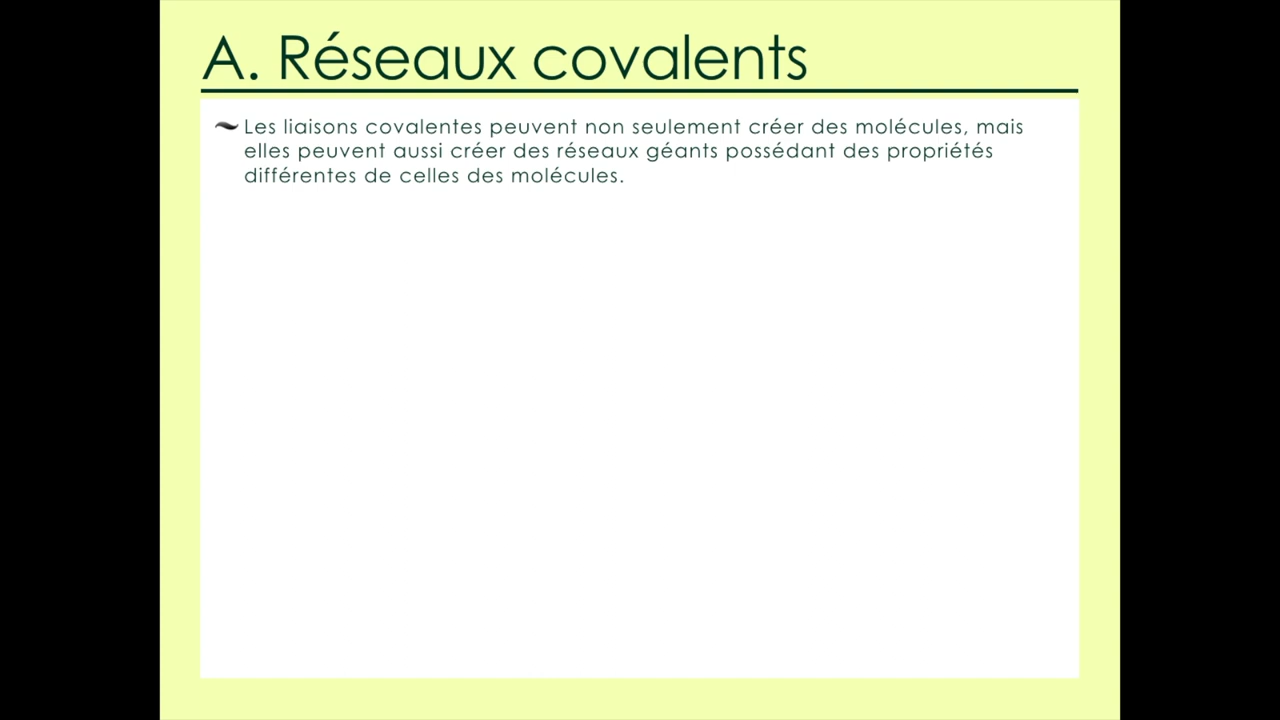 A. Réseaux covalents
Les liaisons covalentes peuvent non seulement créer des molécules, mais
elles peuvent aussi créer des réseaux géants possédant des propriétés
différentes de celles des molécules.